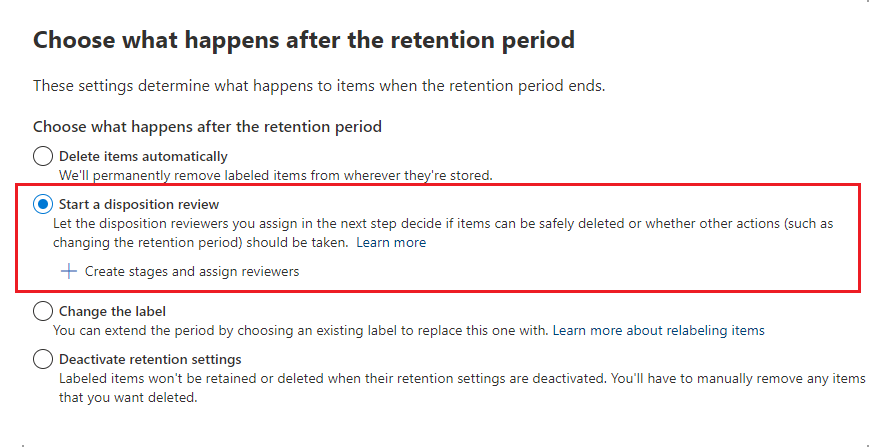 Choose what happens after the retention period
These settings determine what happens to items when the retention period ends.
Choose what happens after the retention period
Delete items automatically
We'll permanently remove labeled items from wherever they're stored.
Start a disposition review
Let the disposition reviewers you assign in the next step decide if items can be safely deleted or whether other actions (such as
changing the retention period) should be taken. Learn more
Create stages and assign reviewers
Change the label
You can extend the period by choosing an existing label to replace this one with. Learn more about relabeling items
Deactivate retention settings
Labeled items won't be retained or deleted when their retention settings are deactivated. You'll have to manually remove any items
that you want deleted.